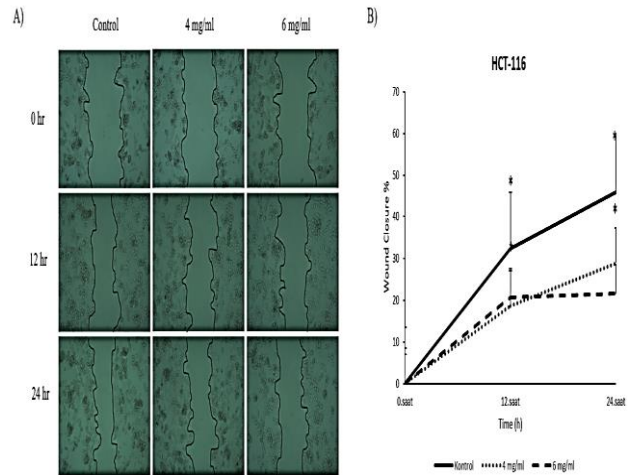 A)
Control 4 mg/ml 6 mg/ml
0 hr
12 hr
24 hr
B)
HCT-116
Wound Closure %
70
60
50
40
30
20
10
0
0.saat 12.saat 24.saat
Time (h)
Kontrol 4 mg/ml 6 mg/ml